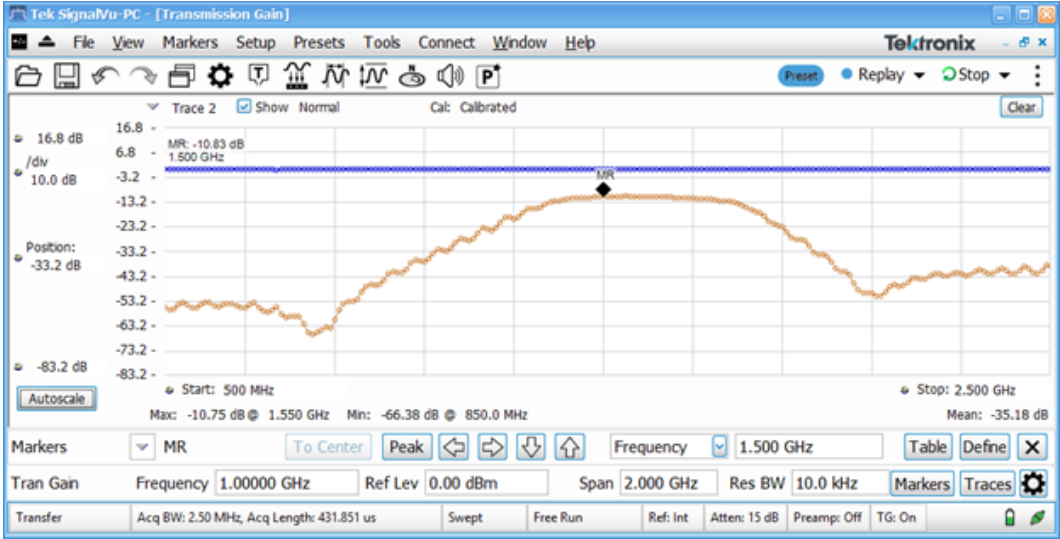 Tek SignalVu-PC - [Transmission Gain]
File View Markers Setup Presets Tools Connect Window Help Tektronix
T P Preset Replay Stop
Trace 2 Show Normal Cal: Calibrated Clear
16.8 dB
/div
10.0 dB
Position:
-33.2 dB
-83.2 dB
Autoscale
16.8
6.8
-3.2
-13.2
-23.2
-33.2
-43.2
-53.2
-63.2
-73.2
-83.2
MR: -10.83 dB
1.500 GHz
MR
Start: 500 MHz Stop: 2.500 GHz
Max: -10.75 dB @ 1.550 GHz Min: -66.38 dB @ 850.0 MHz Mean: -35.18 dB
Markers MR To Center Peak Frequency 1.500 GHz Table Define X
Tran Gain Frequency 1.00000 GHz Ref Lev 0.00 dBm Span 2.000 GHz Res BW 10.0 kHz Markers Traces
Transfer Acq BW: 2.50 MHz, Acq Length: 431.851 us Swept Free Run Ref: Int Atten: 15 dB Preamp: Off TG: On